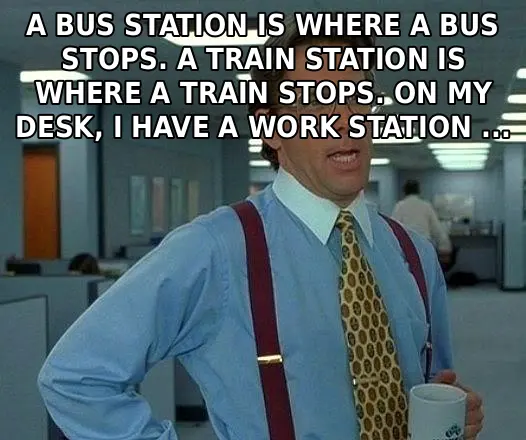 A BUS STATION IS WHERE A BUS
STOPS. A TRAIN STATION IS
WHERE A TRAIN STOPS. ON MY
DESK, I HAVE A WORK STATION ...